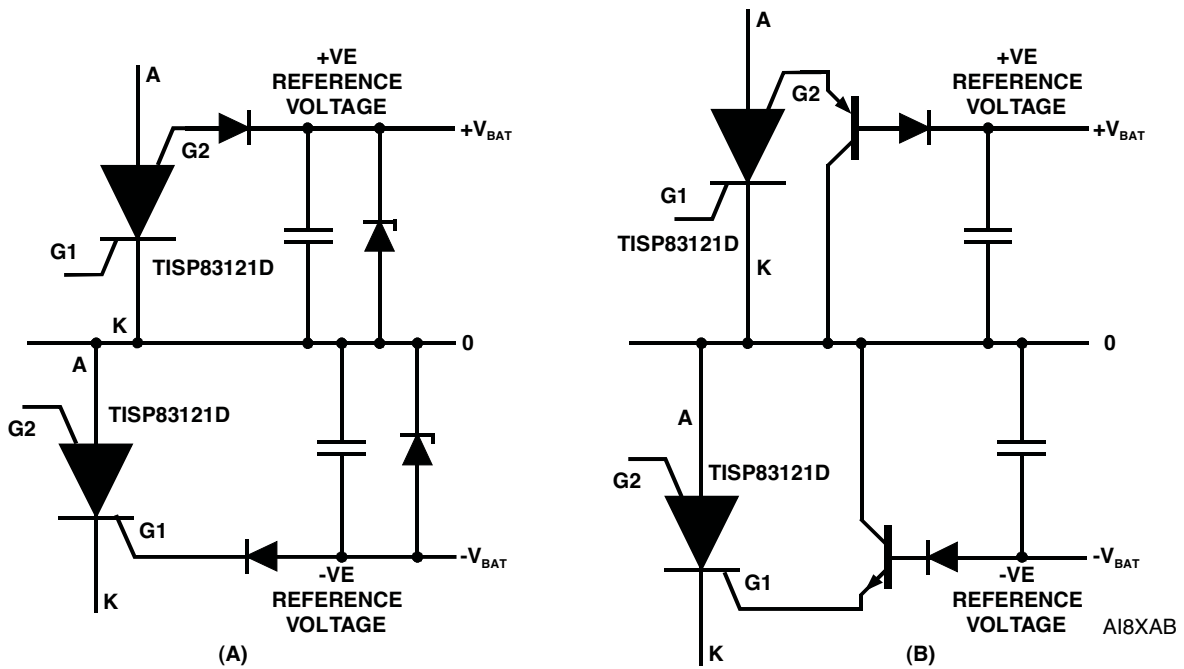 A
+VE
REFERENCE
VOLTAGE
G2
+VBAT
G1
TISP83121D
K
0
A
TISP83121D
G2
G1
-VBAT
-VE
REFERENCE
VOLTAGE
K
(A)
A
+VE
REFERENCE
VOLTAGE
G2
+VBAT
G1
TISP83121D
K
0
A
TISP83121D
G2
G1
-VBAT
-VE
REFERENCE
VOLTAGE
K
(B)
AI8XAB